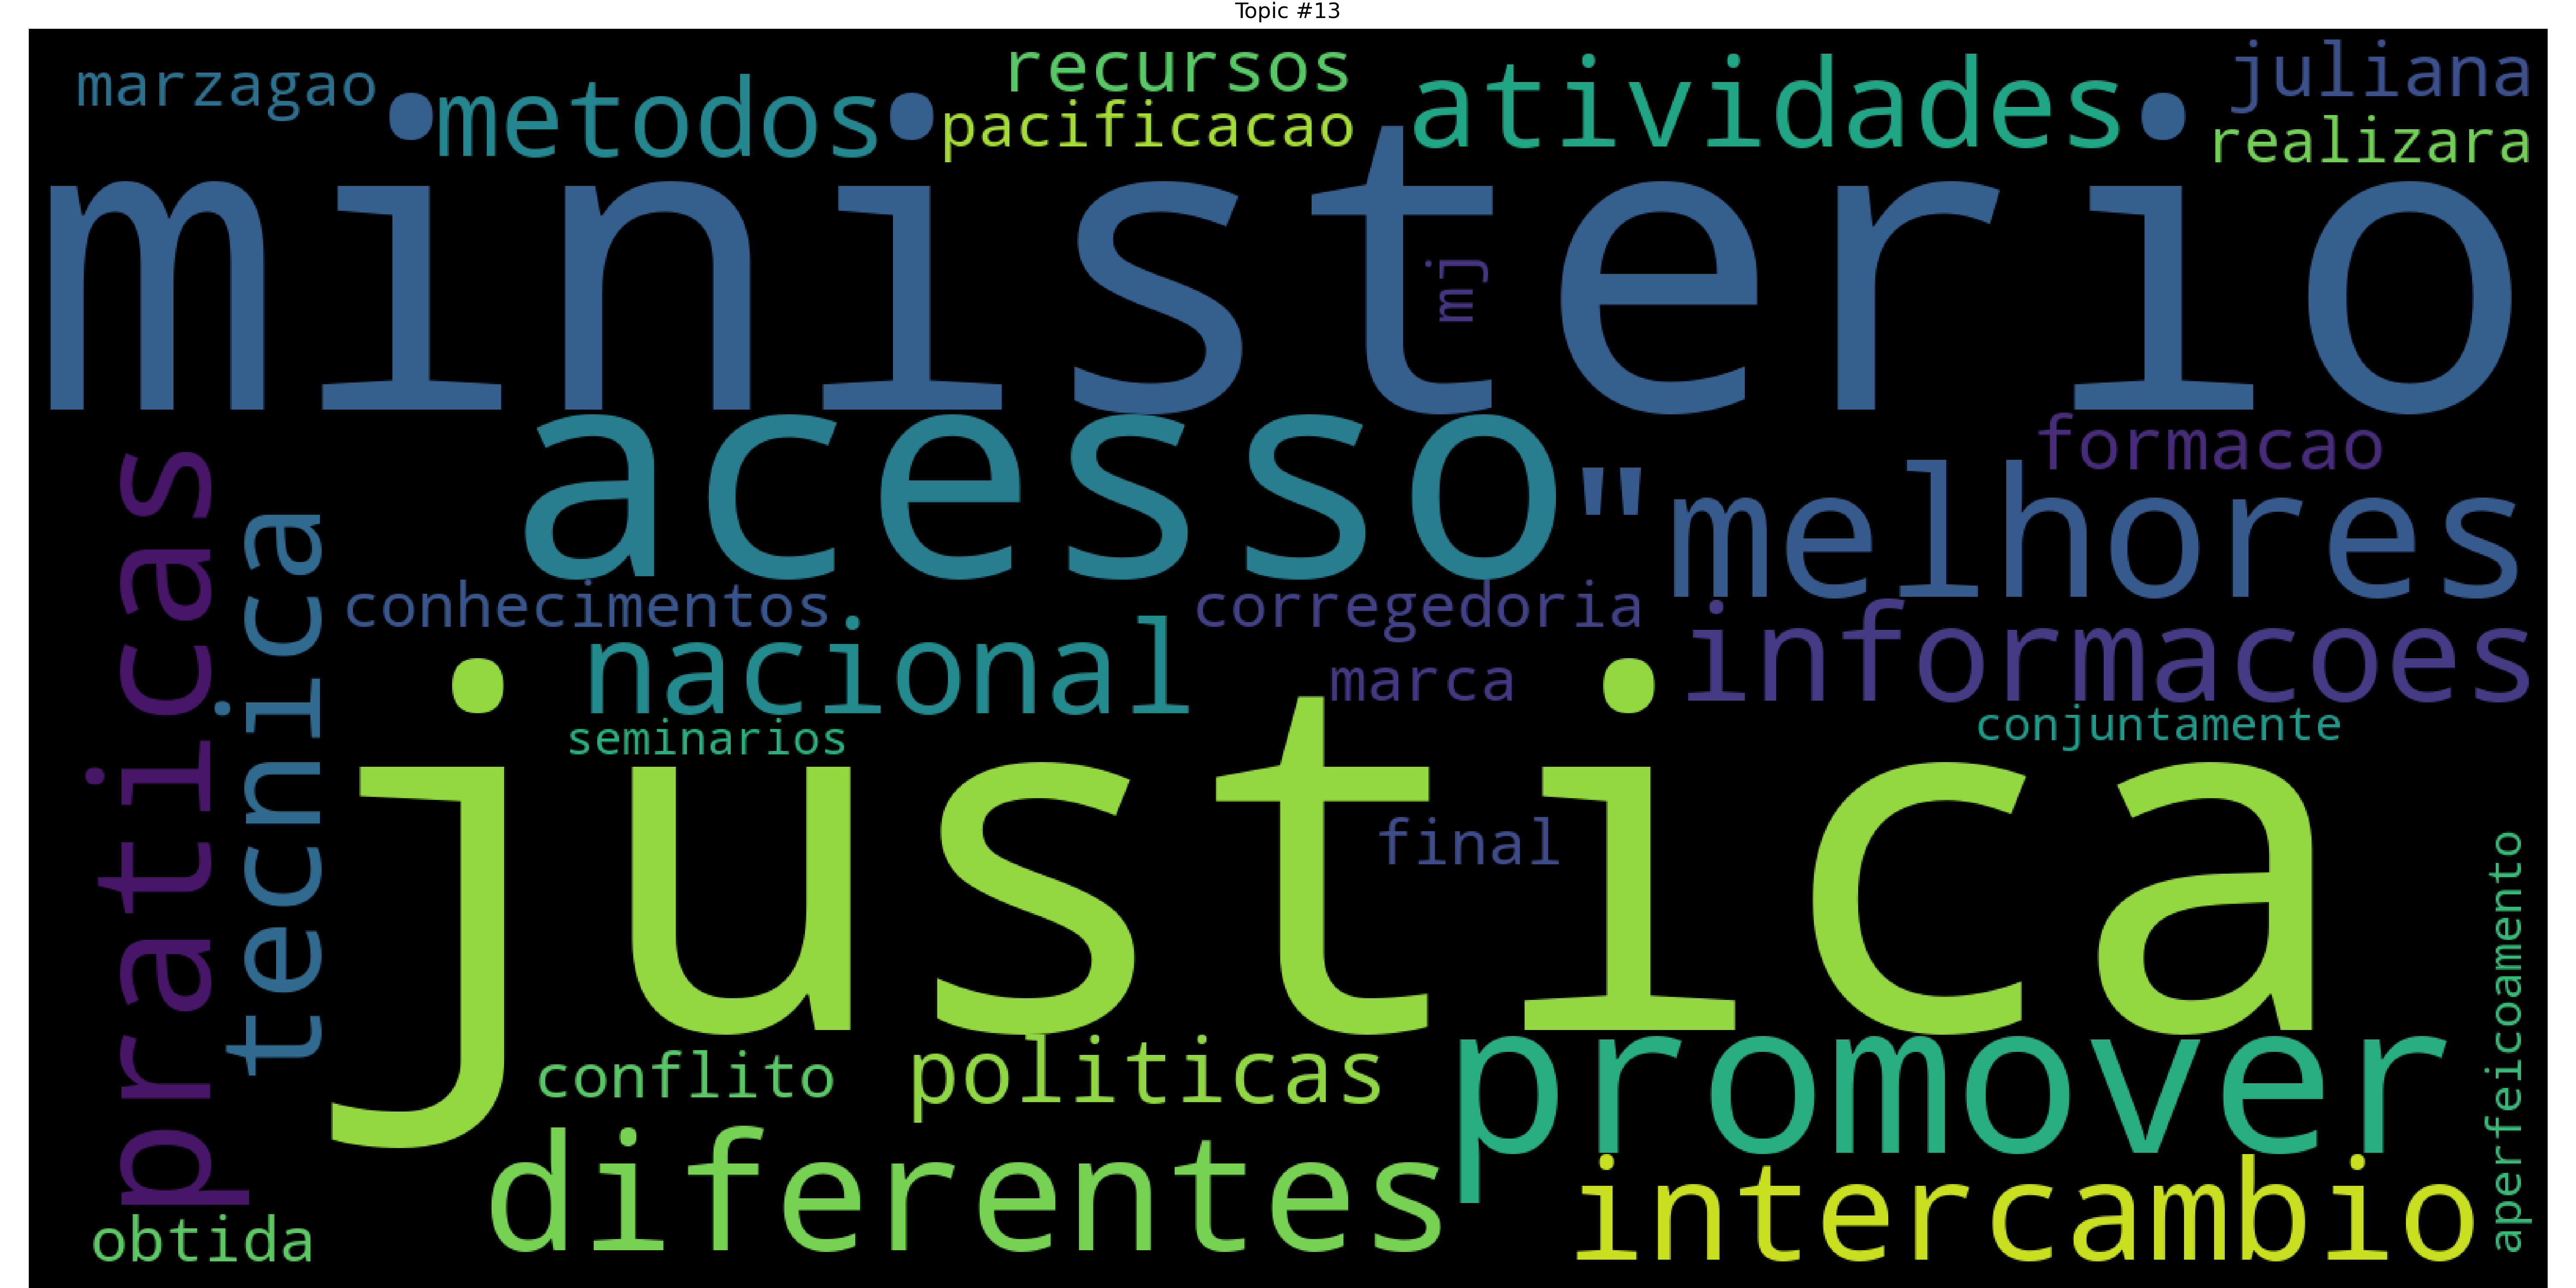 Topic #13
marzagao
metodos
recursos
pacificacao
atividades
juliana
realizara
ministerio
mj
acesso
"melhores
formacao
praticas
tecnica
conhecimentos
corregedoria
nacional
marca
informacoes
seminarios
conjuntamente
justica
final
aperfeicoamento
conflito
politicas
promover
diferentes
intercambio
obtida